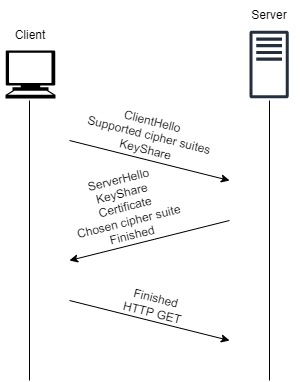 Client
Server
ClientHello
Supported cipher suites
KeyShare
ServerHello
KeyShare
Certificate
Chosen cipher suite
Finished
Finished
HTTP GET